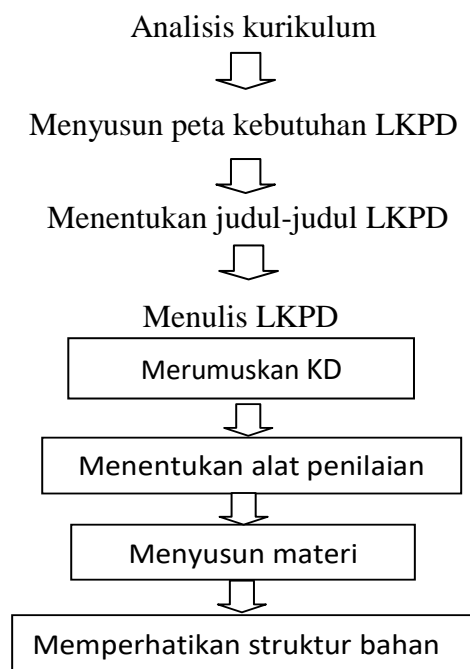 Analisis kurikulum
Menyusun peta kebutuhan LKPD
Menentukan judul-judul LKPD
Menulis LKPD
Merumuskan KD
Menentukan alat penilaian
Menyusun materi
Memperhatikan struktur bahan